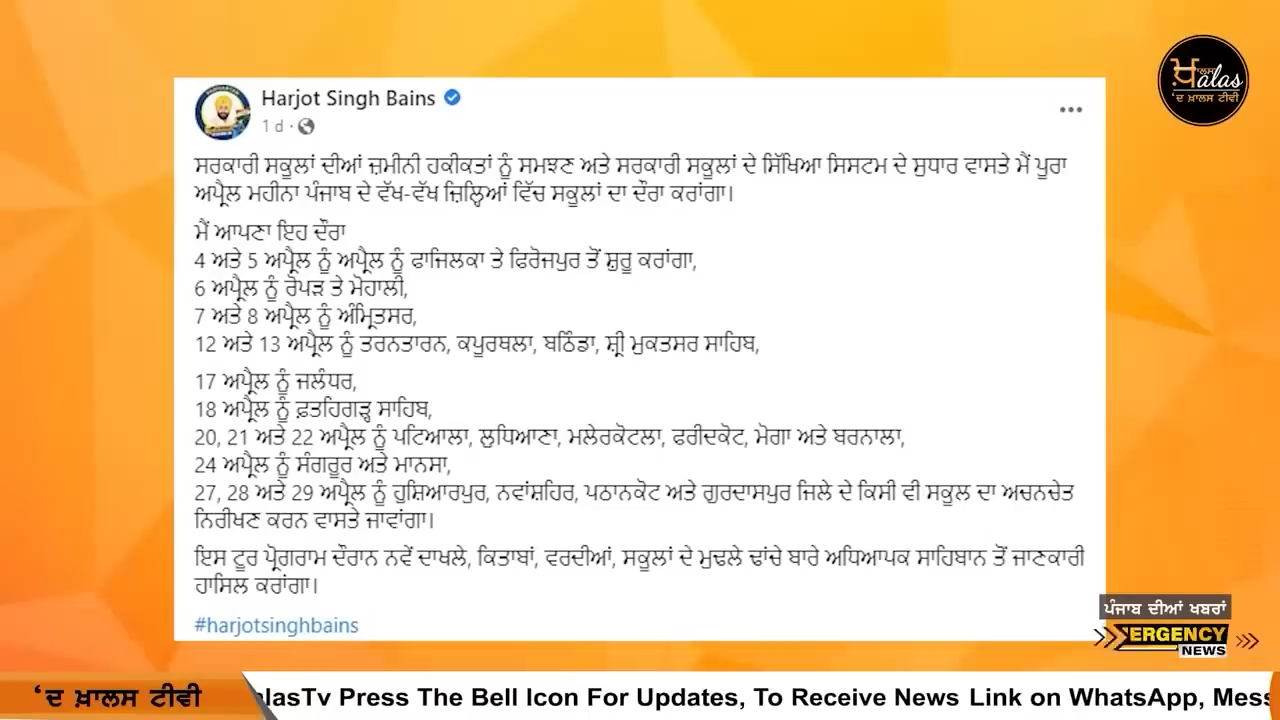 Harjot Singh Bains
1 d ·
ਸਰਕਾਰੀ ਸਕੂਲਾਂ ਦੀਆਂ ਜ਼ਮੀਨੀ ਹਕੀਕਤਾਂ ਨੂੰ ਸਮਝਣ ਅਤੇ ਸਰਕਾਰੀ ਸਕੂਲਾਂ ਦੇ ਸਿੱਖਿਆ ਸਿਸਟਮ ਦੇ ਸੁਧਾਰ ਵਾਸਤੇ ਮੈਂ ਪੂਰਾ
ਅਪ੍ਰੈਲ ਮਹੀਨਾ ਪੰਜਾਬ ਦੇ ਵੱਖ-ਵੱਖ ਜ਼ਿਲ੍ਹਿਆਂ ਵਿੱਚ ਸਕੂਲਾਂ ਦਾ ਦੌਰਾ ਕਰਾਂਗਾ।
ਮੈਂ ਆਪਣਾ ਇਹ ਦੌਰਾ
4 ਅਤੇ 5 ਅਪ੍ਰੈਲ ਨੂੰ ਅਪ੍ਰੈਲ ਨੂੰ ਫਾਜਿਲਕਾ ਤੇ ਫਿਰੋਜਪੁਰ ਤੋਂ ਸ਼ੁਰੂ ਕਰਾਂਗਾ,
6 ਅਪ੍ਰੈਲ ਨੂੰ ਰੋਪੜ ਤੇ ਮੋਹਾਲੀ,
7 ਅਤੇ 8 ਅਪ੍ਰੈਲ ਨੂੰ ਅੰਮ੍ਰਿਤਸਰ,
12 ਅਤੇ 13 ਅਪ੍ਰੈਲ ਨੂੰ ਤਰਨਤਾਰਨ, ਕਪੂਰਥਲਾ, ਬਠਿੰਡਾ, ਸ਼੍ਰੀ ਮੁਕਤਸਰ ਸਾਹਿਬ,
17 ਅਪ੍ਰੈਲ ਨੂੰ ਜਲੰਧਰ,
18 ਅਪ੍ਰੈਲ ਨੂੰ ਫ਼ਤਹਿਗੜ੍ਹ ਸਾਹਿਬ,
20, 21 ਅਤੇ 22 ਅਪ੍ਰੈਲ ਨੂੰ ਪਟਿਆਲਾ, ਲੁਧਿਆਣਾ, ਮਲੇਰਕੋਟਲਾ, ਫਰੀਦਕੋਟ, ਮੋਗਾ ਅਤੇ ਬਰਨਾਲਾ,
24 ਅਪ੍ਰੈਲ ਨੂੰ ਸੰਗਰੂਰ ਅਤੇ ਮਾਨਸਾ,
27, 28 ਅਤੇ 29 ਅਪ੍ਰੈਲ ਨੂੰ ਹੁਸ਼ਿਆਰਪੁਰ, ਨਵਾਂਸ਼ਹਿਰ, ਪਠਾਨਕੋਟ ਅਤੇ ਗੁਰਦਾਸਪੁਰ ਜਿਲੇ ਦੇ ਕਿਸੀ ਵੀ ਸਕੂਲ ਦਾ ਅਚਨਚੇਤ
ਨਿਰੀਖਣ ਕਰਨ ਵਾਸਤੇ ਜਾਵਾਂਗਾ।
ਇਸ ਟੂਰ ਪ੍ਰੋਗਰਾਮ ਦੌਰਾਨ ਨਵੇਂ ਦਾਖਲੇ, ਕਿਤਾਬਾਂ, ਵਰਦੀਆਂ, ਸਕੂਲਾਂ ਦੇ ਮੁਢਲੇ ਢਾਂਚੇ ਬਾਰੇ ਅਧਿਆਪਕ ਸਾਹਿਬਾਨ ਤੋਂ ਜਾਣਕਾਰੀ
ਹਾਸਿਲ ਕਰਾਂਗਾ।
#harjotsinghbains
ਖ਼ਾਲਸ alas
'ਦ ਖ਼ਾਲਸ ਟੀਵੀ
ਪੰਜਾਬ ਦੀਆਂ ਖਬਰਾਂ
ERGENCY
NEWS
'ਦ ਖ਼ਾਲਸ ਟੀਵੀ
alasTv Press The Bell Icon For Updates, To Receive News Link on WhatsApp, Mess